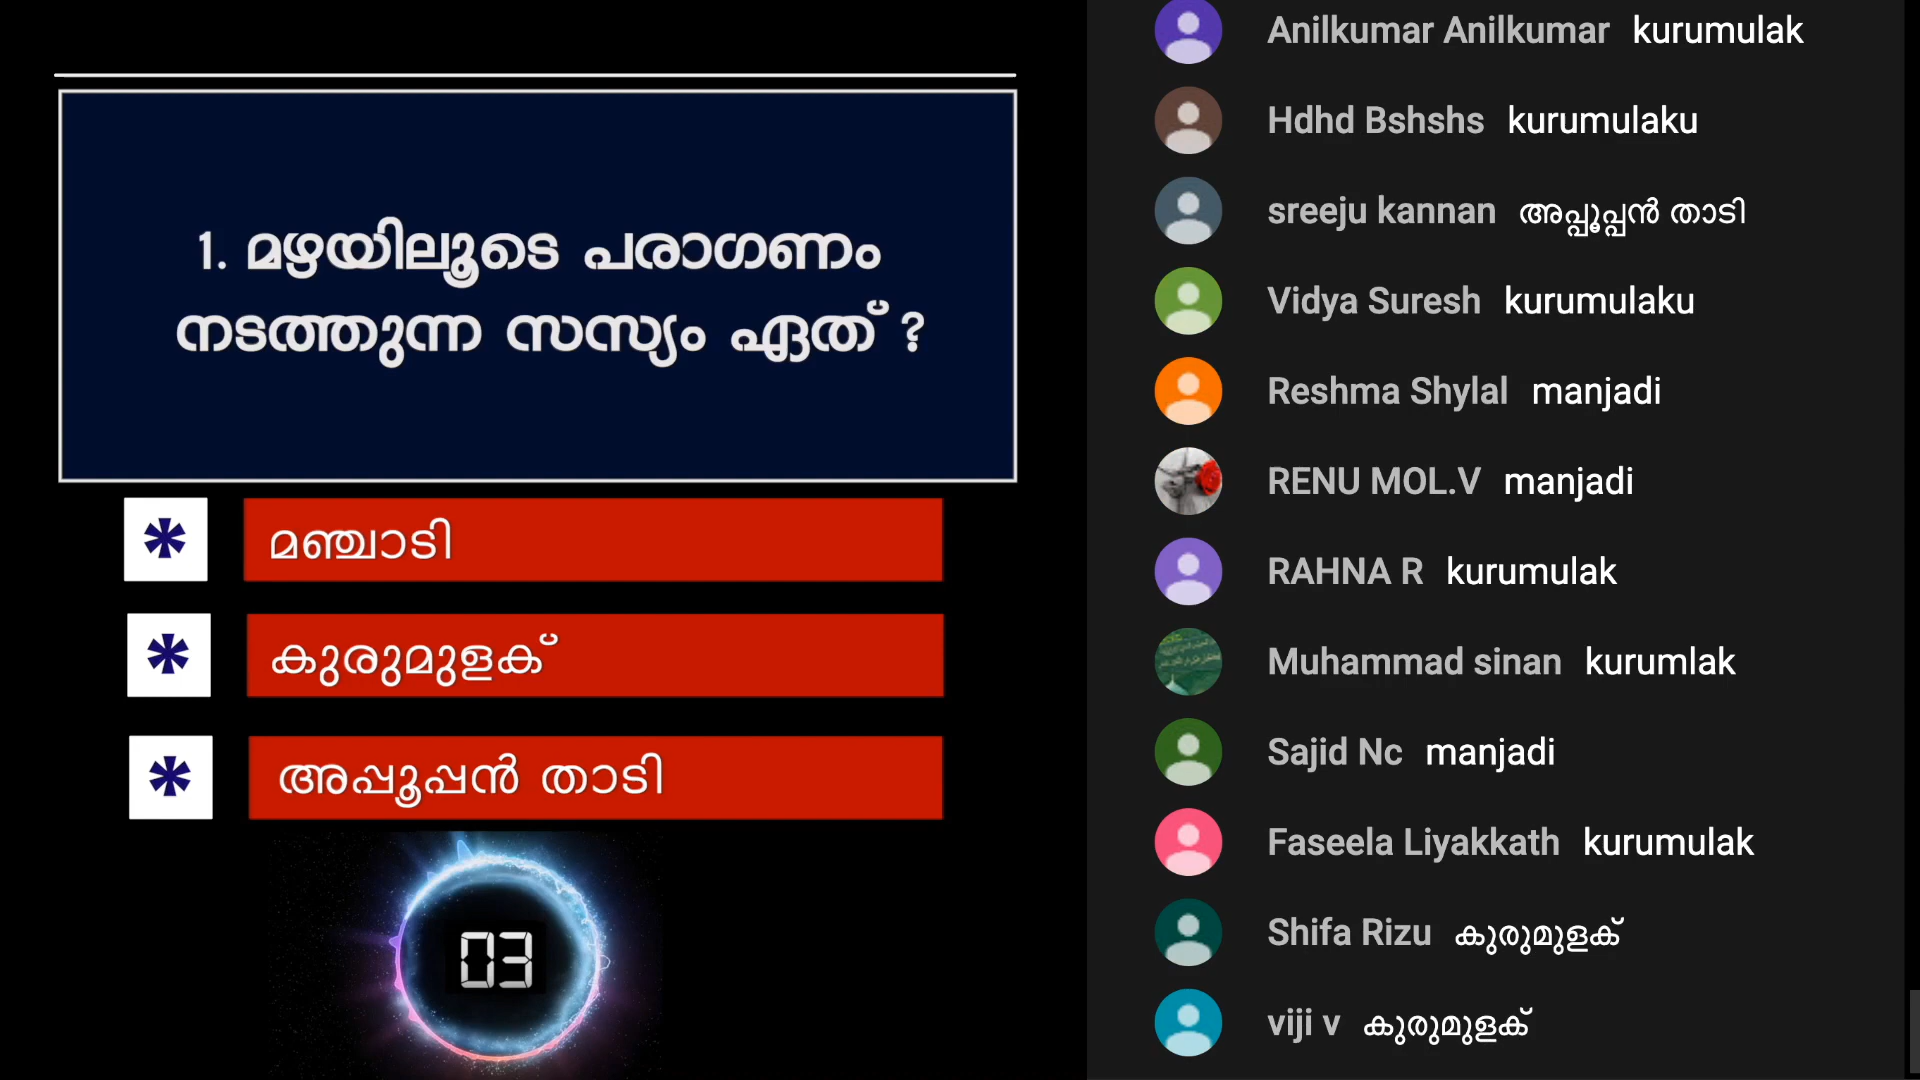 1. മഴയിലൂടെ പരാഗണം
നടത്തുന്ന സസ്യം ഏത് ?
* മഞ്ചാടി
* കുരുമുളക്
* അപ്പൂപ്പൻ താടി
03
Anilkumar Anilkumar kurumulak
Hdhd Bshshs kurumulaku
sreeju kannan അപ്പൂപ്പൻ താടി
Vidya Suresh kurumulaku
Reshma Shylal manjadi
RENU MOL.V manjadi
RAHNA R kurumulak
Muhammad sinan kurumlak
Sajid Nc manjadi
Faseela Liyakkath kurumulak
Shifa Rizu കുരുമുളക്
viji v കുരുമുളക്